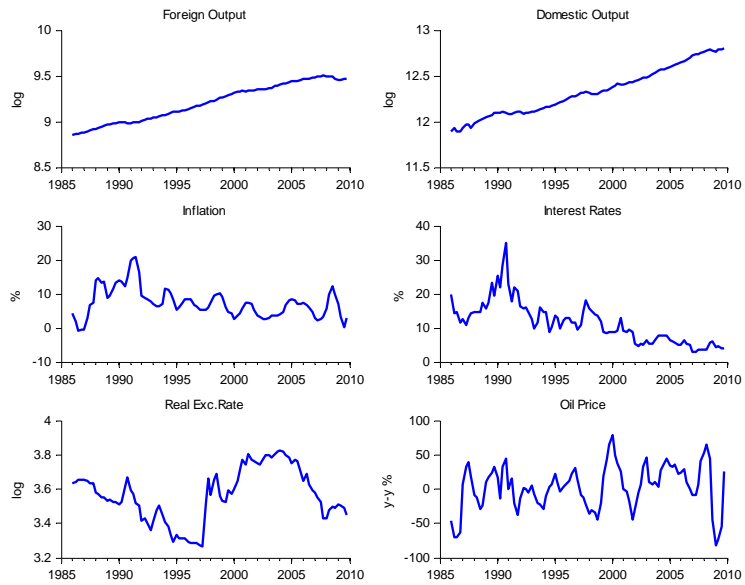 Foreign Output
log
10
9.5
9
8.5
1985 1990 1995 2000 2005 2010
Domestic Output
log
13
12.5
12
11.5
1985 1990 1995 2000 2005 2010
Inflation
%
30
20
10
0
-10
1985 1990 1995 2000 2005 2010
Interest Rates
%
40
30
20
10
0
1985 1990 1995 2000 2005 2010
Real Exc.Rate
log
4
3.8
3.6
3.4
3.2
1985 1990 1995 2000 2005 2010
Oil Price
y-y %
100
50
0
-50
-100
1985 1990 1995 2000 2005 2010